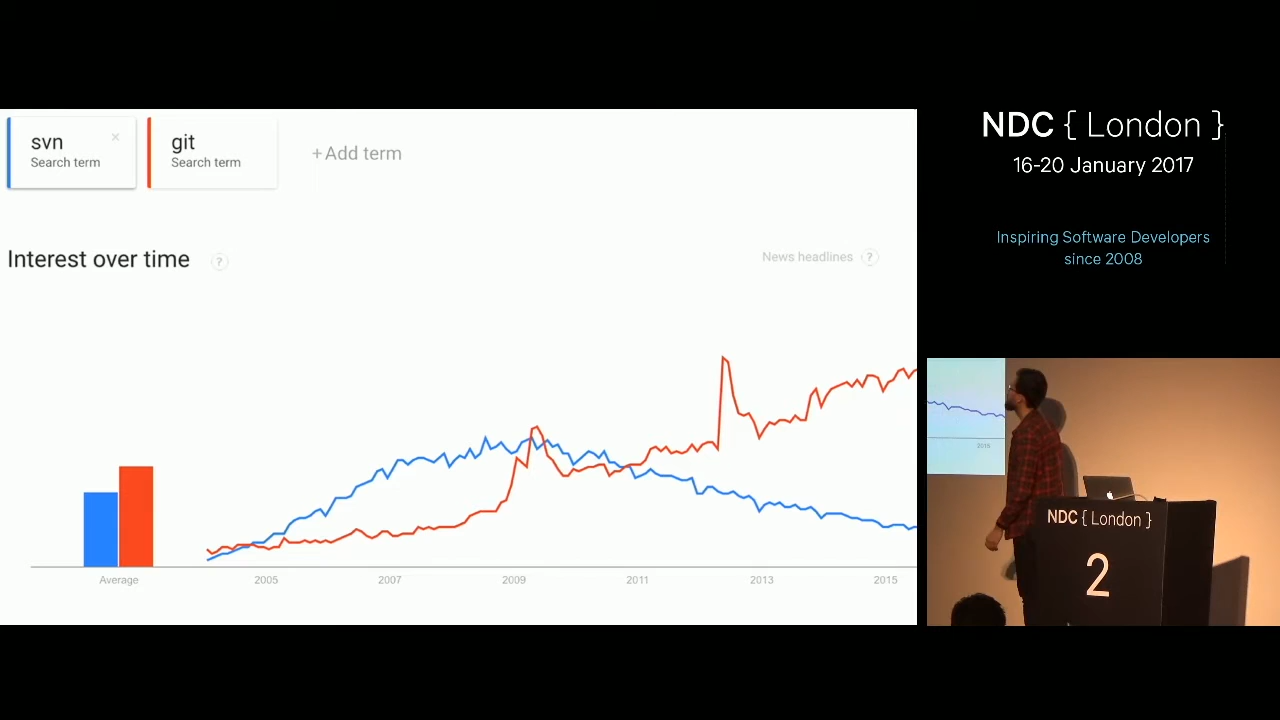 svn
Search term
git
Search term
+Add term
Interest over time ?
News headlines ?
Average
2005
2007
2009
2011
2013
2015
NDC { London }
16-20 January 2017
Inspiring Software Developers
since 2008
2015
NDC { London }
2